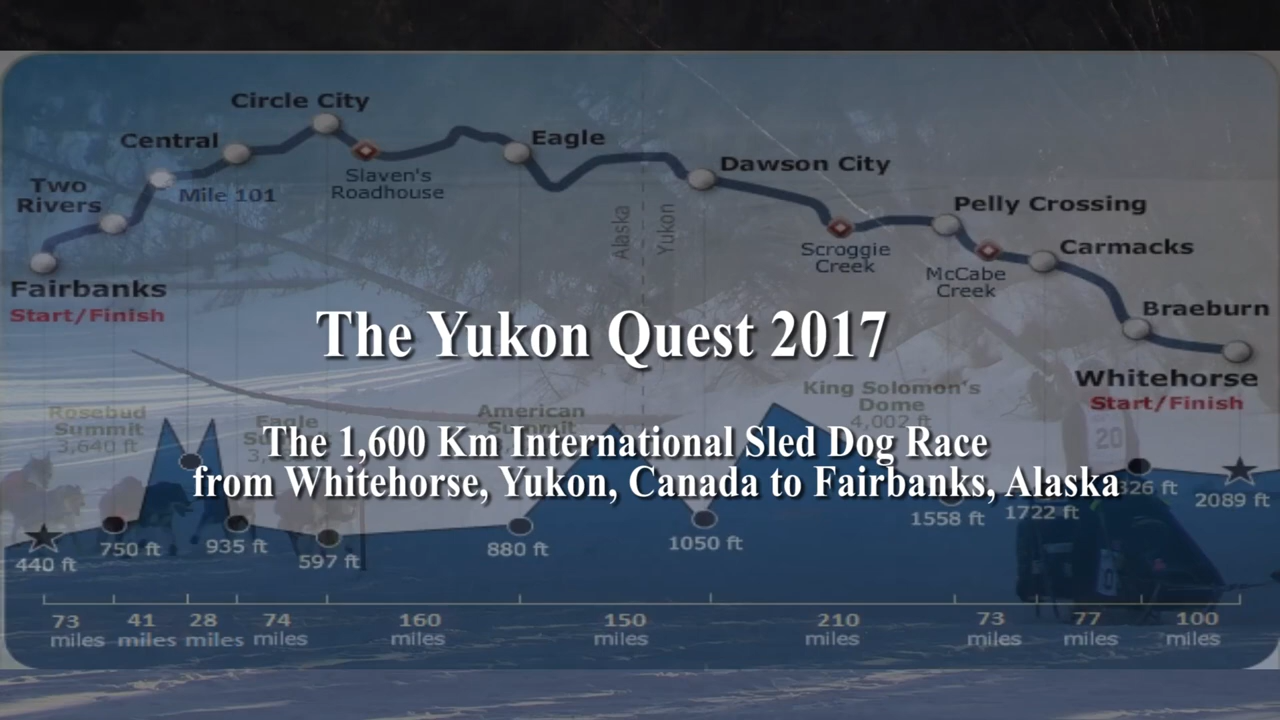 Circle City
Central
Eagle
Dawson City
Slaven's
Roadhouse
Two
Rivers
Mile 101
Pelly Crossing
Alaska
Yukon
Scroggie
Creek
Carmacks
McCabe
Creek
Fairbanks
Start/Finish
Braeburn
The Yukon Quest 2017
Whitehorse
Start/Finish
King Solomon's
Dome
4,002 ft
Rosebud
Summit
3,640 ft
Eagle
American
Summit
20
The 1,600 Km International Sled Dog Race
from Whitehorse, Yukon, Canada to Fairbanks, Alaska
440 ft
750 ft
935 ft
597 ft
880 ft
1050 ft
1558 ft
1722 ft
326 ft
2089 ft
73 41 28 74 160 150 210 73 77 100
miles miles miles miles miles miles miles miles miles miles